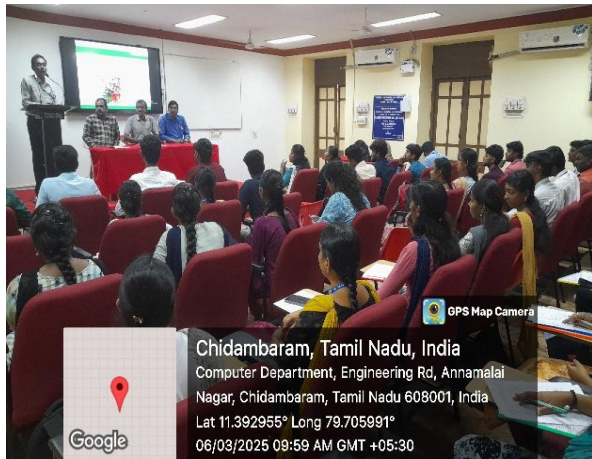 GPS Map Camera
Chidambaram, Tamil Nadu, India
Computer Department, Engineering Rd, Annamalai
Nagar, Chidambaram, Tamil Nadu 608001, India
Lat 11.392955° Long 79.705991°
06/03/2025 09:59 AM GMT +05:30
Google